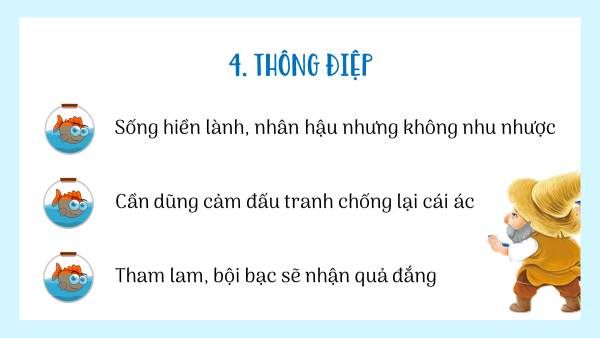 4. THÔNG ĐIỆP
Sống hiền lành, nhân hậu nhưng không nhu nhược
Cần dũng cảm đấu tranh chống lại cái ác
Tham lam, bội bạc sẽ nhận quả đắng